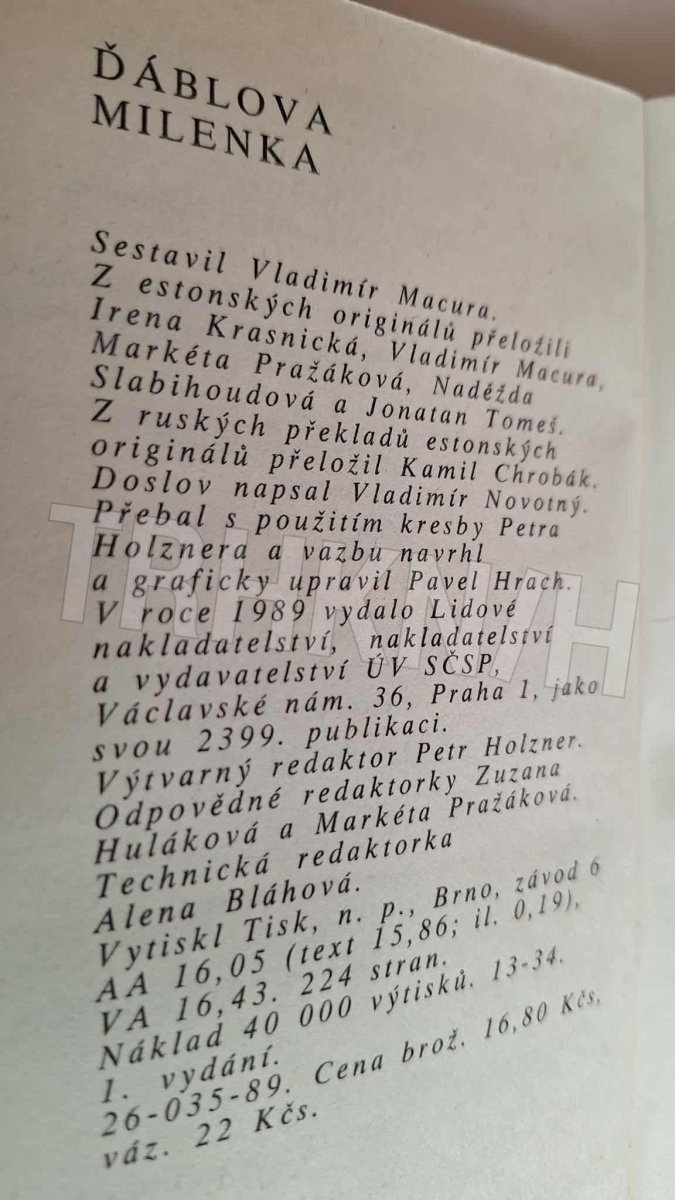 ĎÁBLOVA
MILENKA
Sestavil Vladimír Macura.
Z estonských originálů přeložili
Irena Krasnická, Vladimír Macura,
Markéta Pražáková, Naděžda
Slabihoudová a Jonatan Tomeš.
Z ruských překladů estonských
originálů přeložil Kamil Chrobák.
Doslov napsal Vladimír Novotný.
Přebal s použitím kresby Petra
Holznera a vazbu navrhl
a graficky upravil Pavel Hrach.
V roce 1989 vydalo Lidové
nakladatelství, nakladatelství
a vydavatelství ÚV SČSP,
Václavské nám. 36, Praha 1, jako
svou 2399. publikaci.
Výtvarný redaktor Petr Holzner.
Odpovědné redaktorky Zuzana
Huláková a Markéta Pražáková.
Technická redaktorka
Alena Bláhová.
Vytiskl Tisk, n. p., Brno, závod 6
AA 16,05 (text 15,86; il. 0,19),
VA 16,43. 224 stran.
Náklad 40 000 výtisků. 13-34.
1. vydání.
26-035-89. Cena brož. 16,80 Kčs,
váz. 22 Kčs.